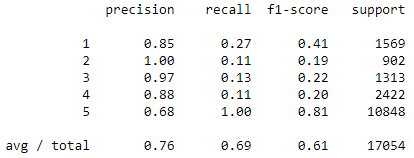 precision recall f1-score support
1 0.85 0.27 0.41 1569
2 1.00 0.11 0.19 902
3 0.97 0.13 0.22 1313
4 0.88 0.11 0.20 2422
5 0.68 1.00 0.81 10848
avg / total 0.76 0.69 0.61 17054